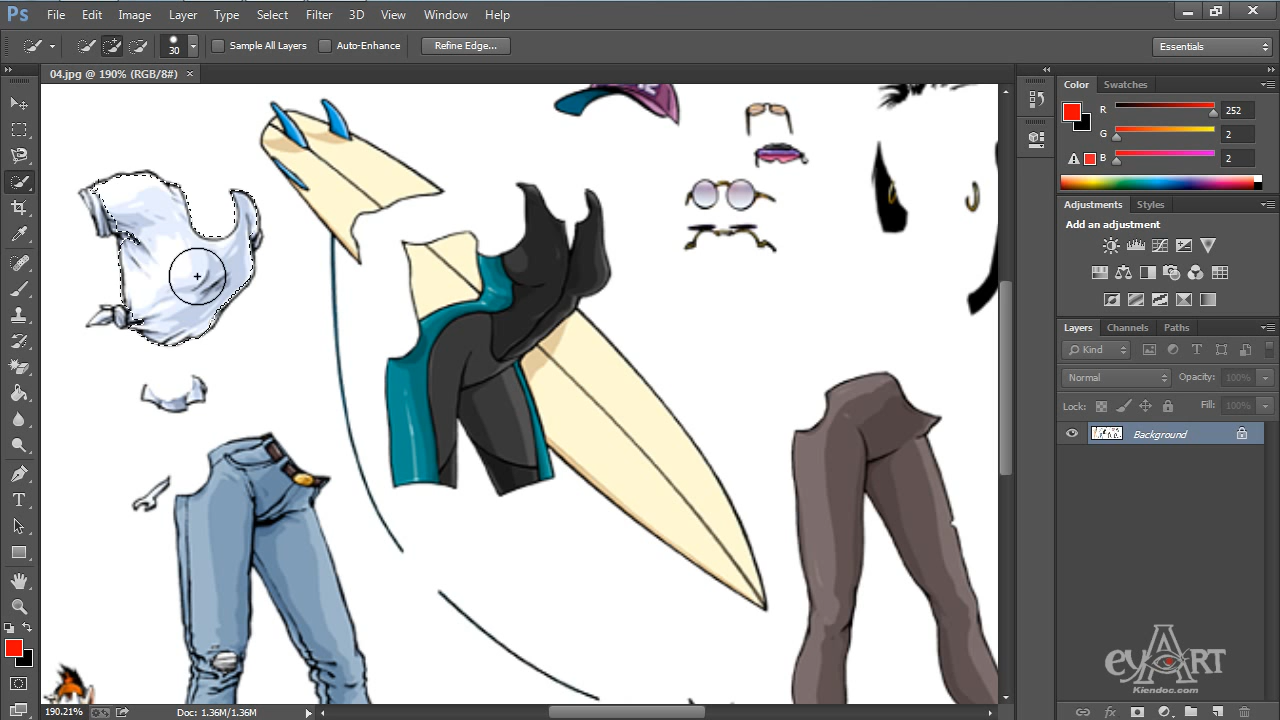 Ps File Edit Image Layer Type Select Filter 3D View Window Help
30 Sample All Layers Auto-Enhance Refine Edge... Essentials
04.jpg @ 190% (RGB/8#) ×
Color Swatches
R 252
G 2
B 2
Adjustments Styles
Add an adjustment
Layers Channels Paths
Kind
Normal Opacity: 100%
Lock: Fill: 100%
Background
eyART
Kiendoc.com
190.21% Doc: 1.36M/1.36M